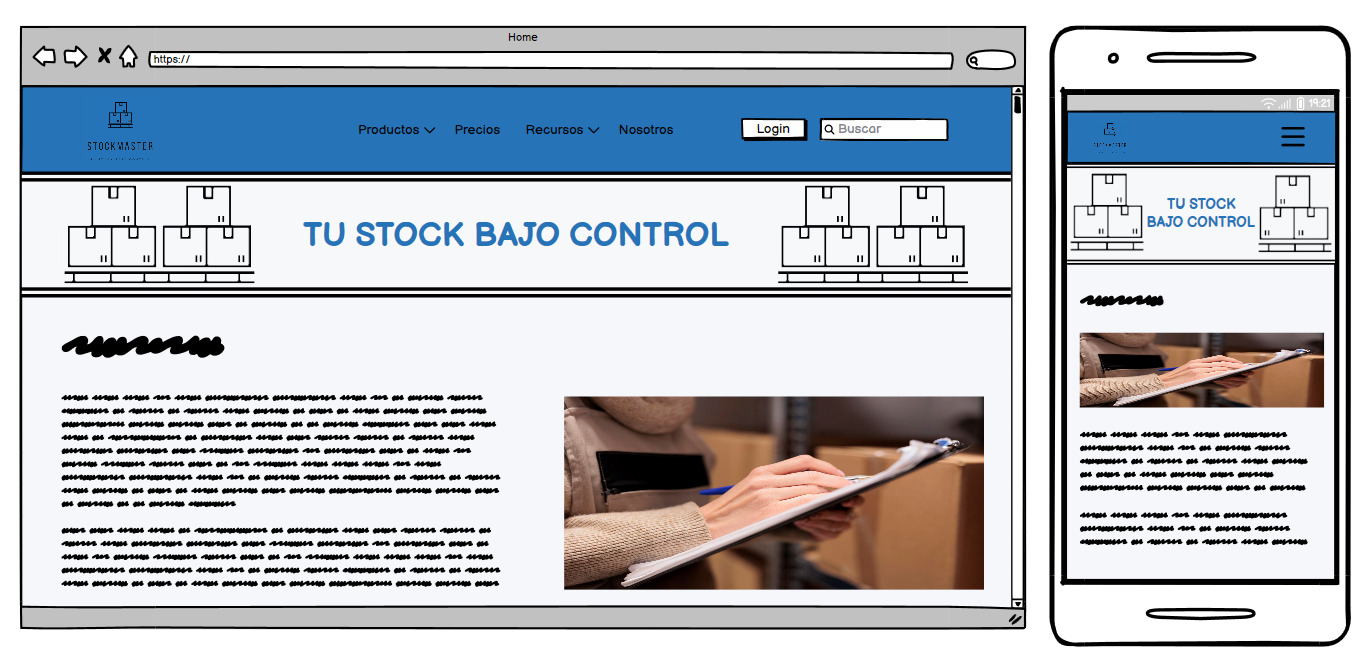 Home
https://
STOCKMASTER
Productos Precios Recursos Nosotros
Login
Buscar
TU STOCK BAJO CONTROL
19:21
TU STOCK
BAJO CONTROL